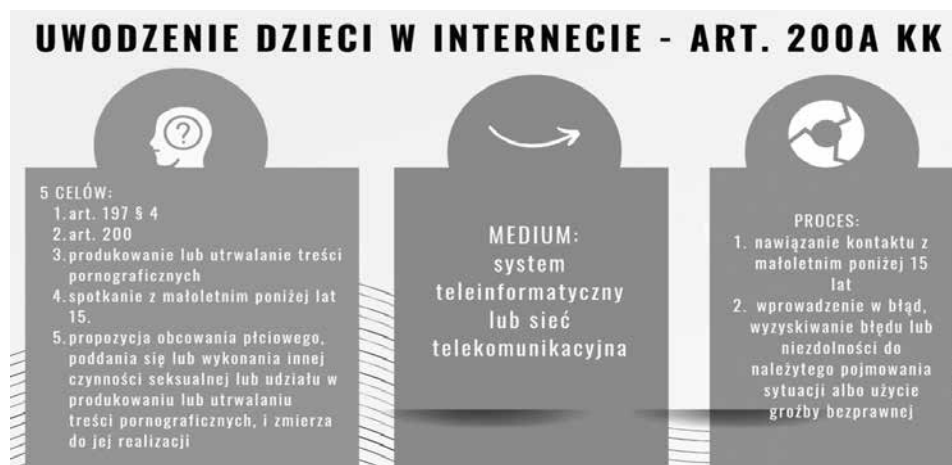 UWODZENIE DZIECI W INTERNECIE - ART. 200A KK
5 CELÓW:
1. art. 197 § 4
2. art. 200
3. produkowanie lub utrwalanie treści
pornograficznych
4. spotkanie z małoletnim poniżej lat
15.
5. propozycja obcowania płciowego,
poddania się lub wykonania innej
czynności seksualnej lub udziału w
produkowaniu lub utrwalaniu
treści pornograficznych, i zmierza
do jej realizacji
MEDIUM:
system
teleinformatyczny
lub sieć
telekomunikacyjna
PROCES:
1. nawiązanie kontaktu z
małoletnim poniżej 15
lat
2. wprowadzenie w błąd,
wyzyskiwanie błędu lub
niezdolności do
należytego pojmowania
sytuacji albo użycie
groźby bezprawnej